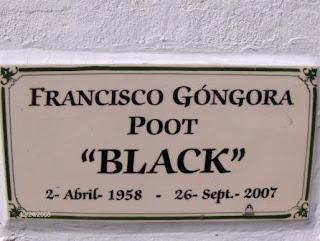 FRANCISCO GÓNGORA
POOT
"BLACK"
2- Abril- 1958 - 26- Sept.- 2007